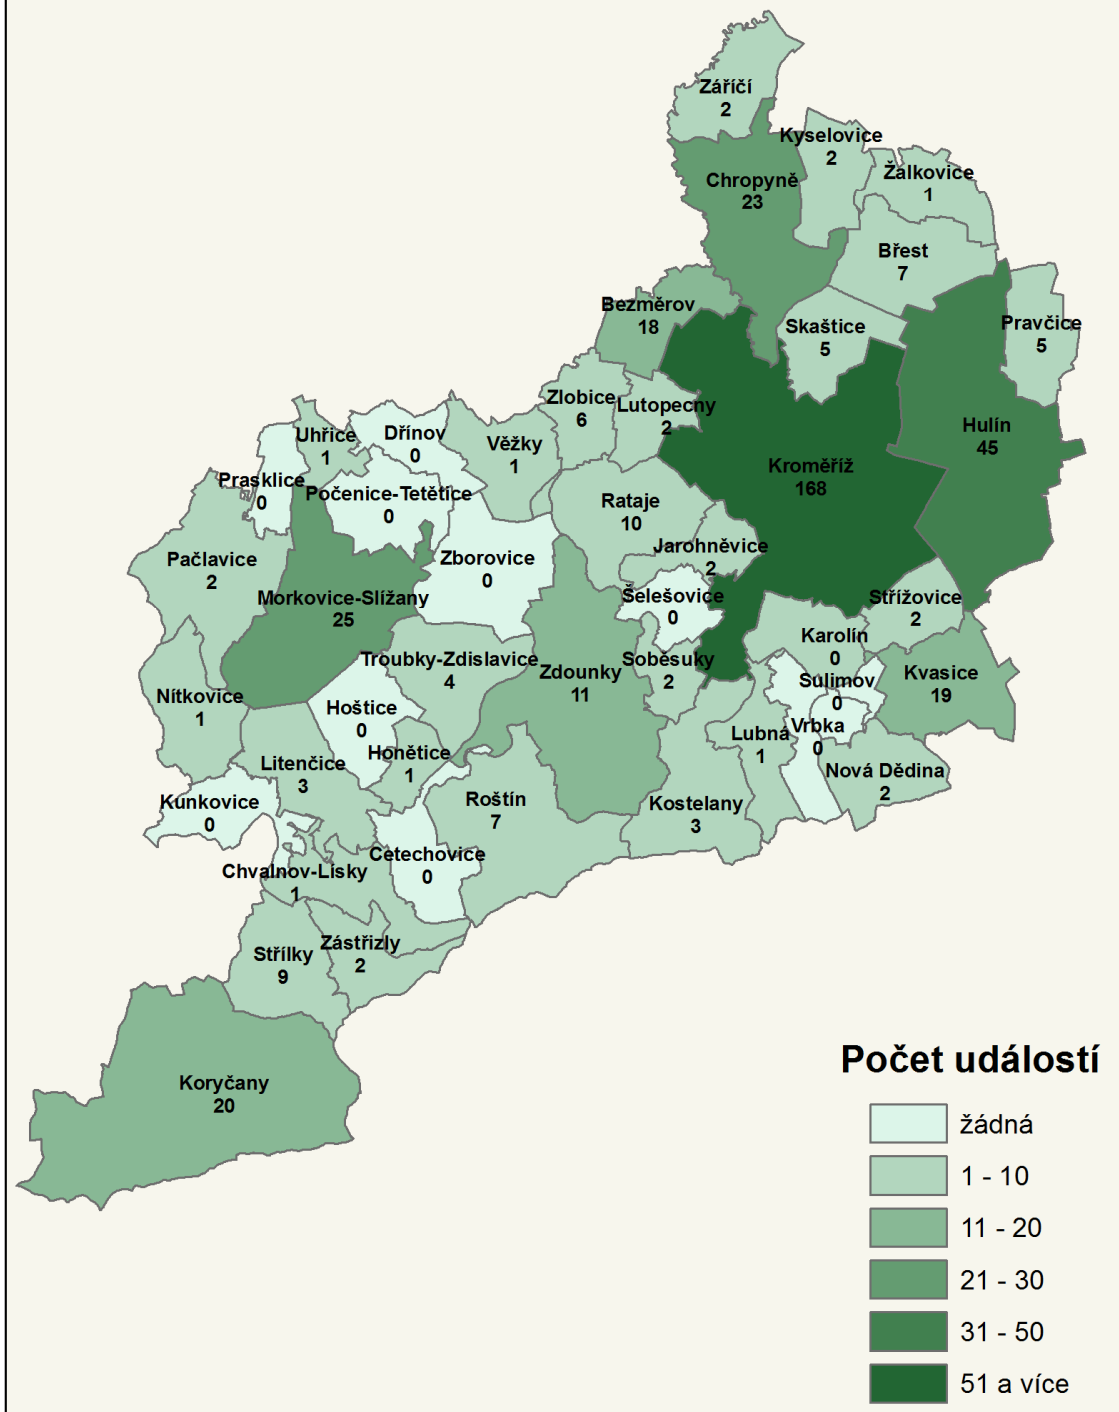 Záříčí
2
Kyselovice
2
Žalkovice
1
Chropyně
23
Břest
7
Bezměrov
18
Skaštice
5
Pravčice
5
Zlobice
6
Lutopecny
2
Hulín
45
Uhřice
1
Dřínov
0
Věžky
1
Kroměříž
168
Prasklice
0
Počenice-Tetětice
0
Rataje
10
Jarohněvice
2
Pačlavice
2
Zborovice
0
Morkovice-Slížany
25
Šelešovice
0
Střížovice
2
Karolín
0
Troubky-Zdislavice
4
Zdounky
11
Soběsuky
2
Sulimov
0
Kvasice
19
Nítkovice
1
Hoštice
0
Honětice
1
Lubná
1
Vrbka
0
Litenčice
3
Nová Dědina
2
Kunkovice
0
Roštín
7
Kostelany
3
Cetechovice
0
Chvalnov-Lísky
1
Střílky
9
Zástřizly
2
Koryčany
20
Počet událostí
žádná
1 - 10
11 - 20
21 - 30
31 - 50
51 a více